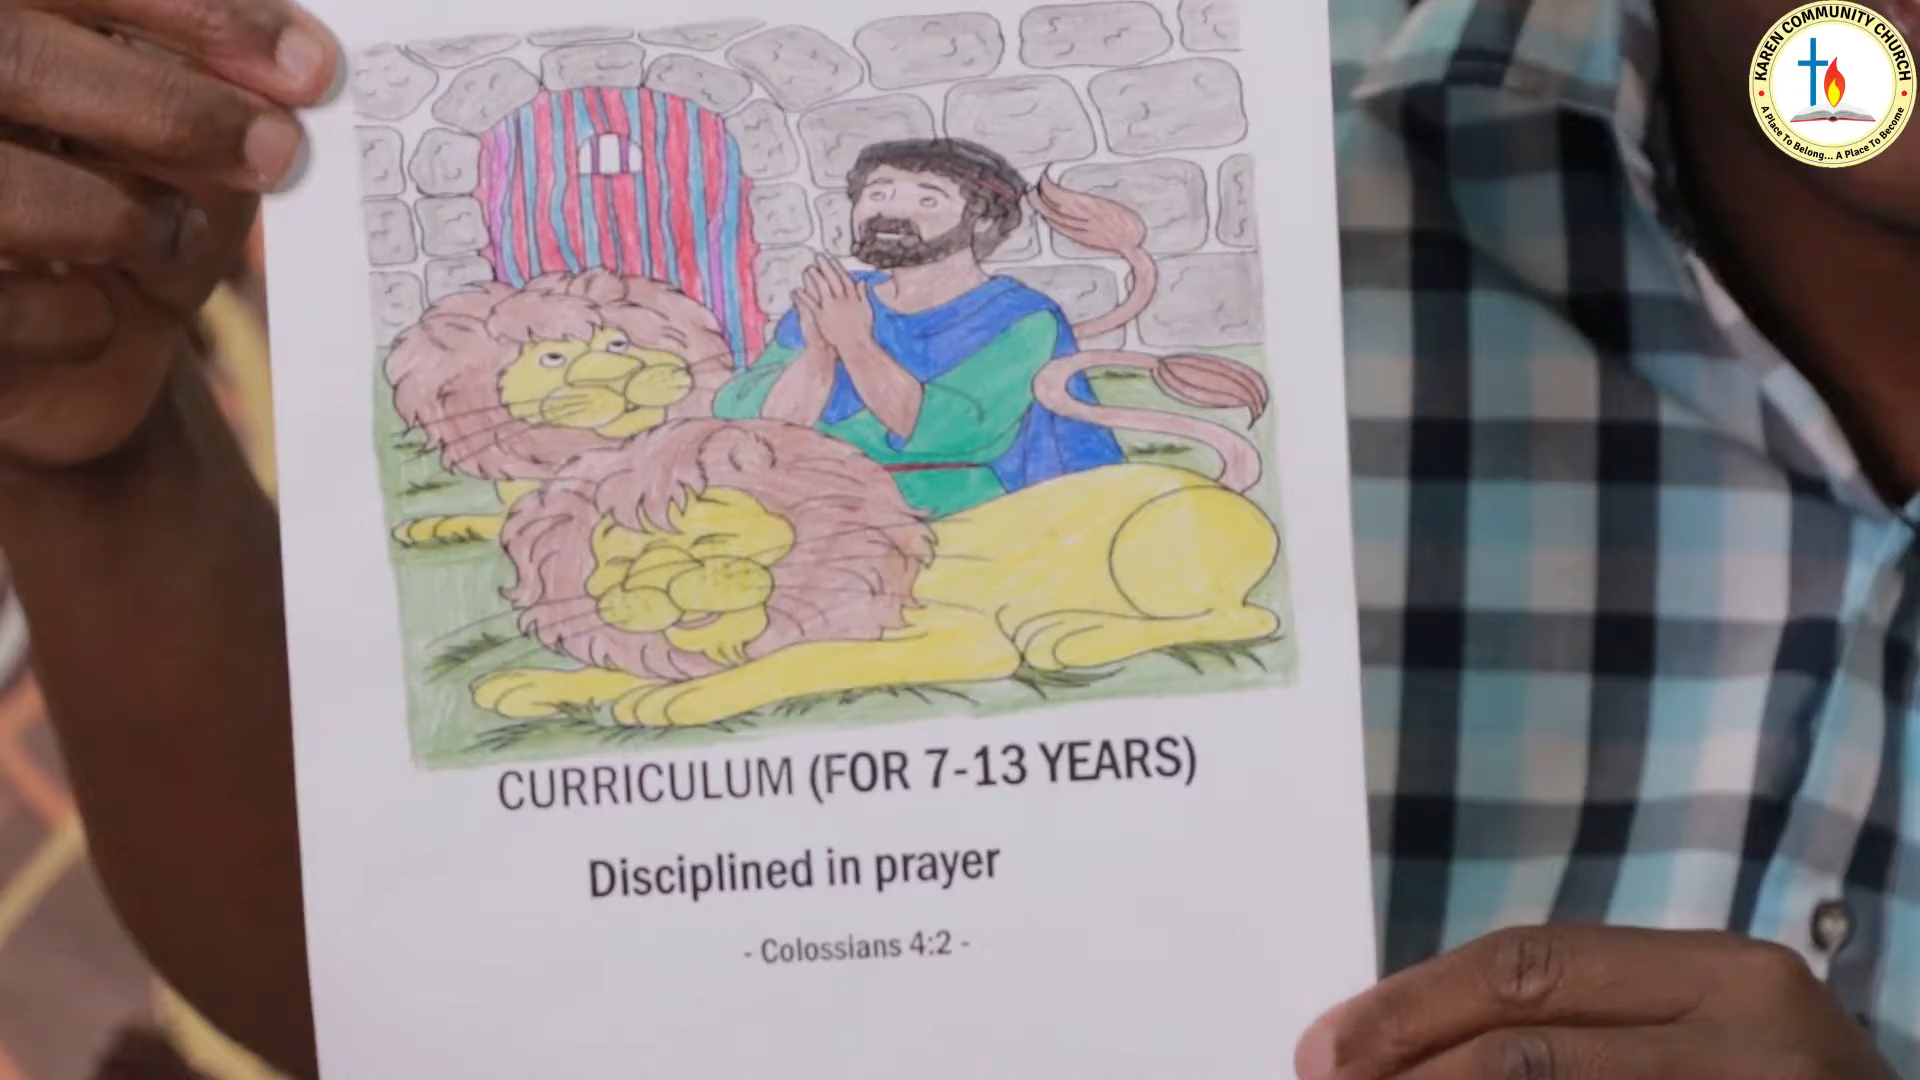 KAREN COMMUNITY CHURCH
A Place To Belong... A Place To Become
CURRICULUM (FOR 7-13 YEARS)
Disciplined in prayer
- Colossians 4:2 -